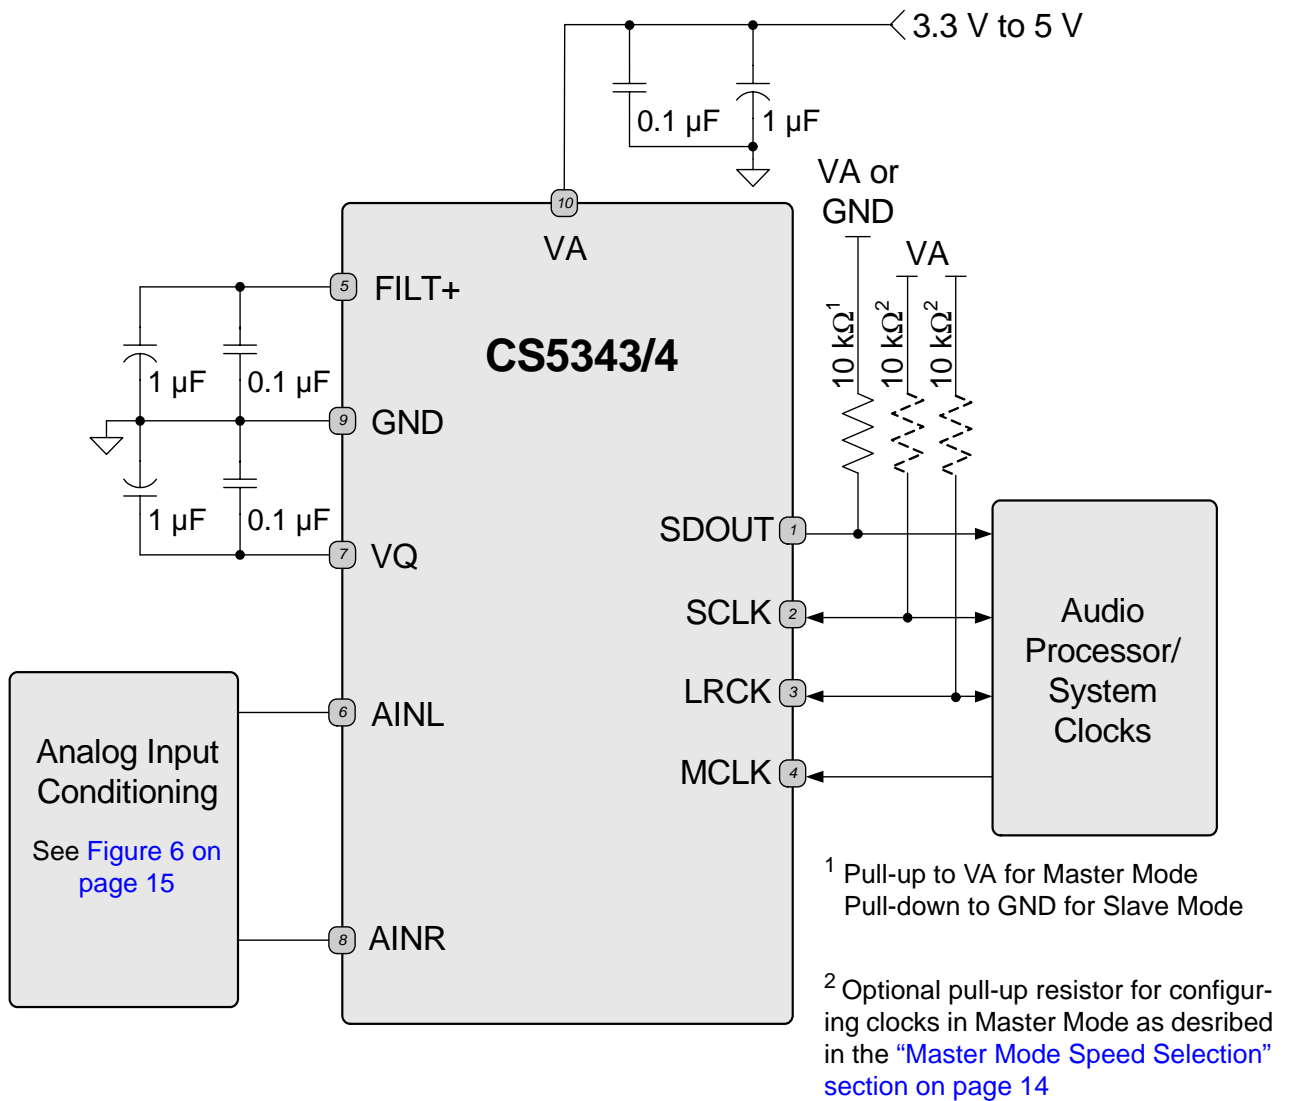 3.3 V to 5 V
0.1 µF
1 µF
VA or
GND
VA
10
VA
5
FILT+
CS5343/4
10 kΩ1
10 kΩ2
10 kΩ2
1 µF
0.1 µF
9
GND
1 µF
0.1 µF
7
VQ
SDOUT
1
SCLK
2
LRCK
3
MCLK
4
Audio
Processor/
System
Clocks
6
AINL
Analog Input
Conditioning
See Figure 6 on
page 15
8
AINR
1 Pull-up to VA for Master Mode
Pull-down to GND for Slave Mode
2 Optional pull-up resistor for configur-
ing clocks in Master Mode as desribed
in the “Master Mode Speed Selection”
section on page 14